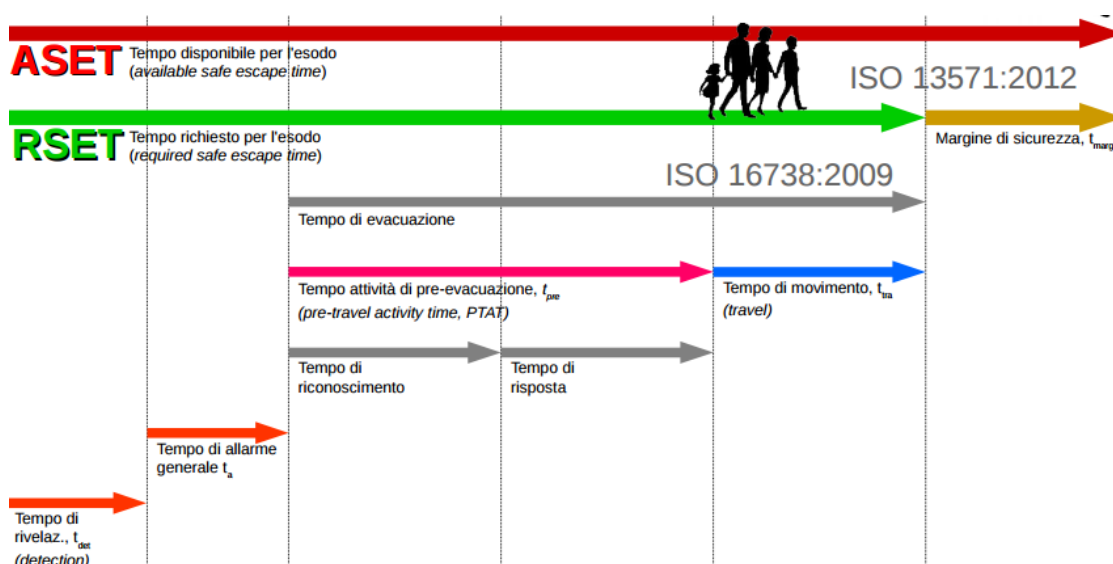 ASET Tempo disponibile per l'esodo
(available safe escape time)
ISO 13571:2012
RSET Tempo richiesto per l'esodo
(required safe escape time)
Margine di sicurezza, tmarg
ISO 16738:2009
Tempo di evacuazione
Tempo attività di pre-evacuazione, tpre
(pre-travel activity time, PTAT)
Tempo di movimento, ttra
(travel)
Tempo di
riconoscimento
Tempo di
risposta
Tempo di allarme
generale ta
Tempo di
rivelaz., tdet
(detection)